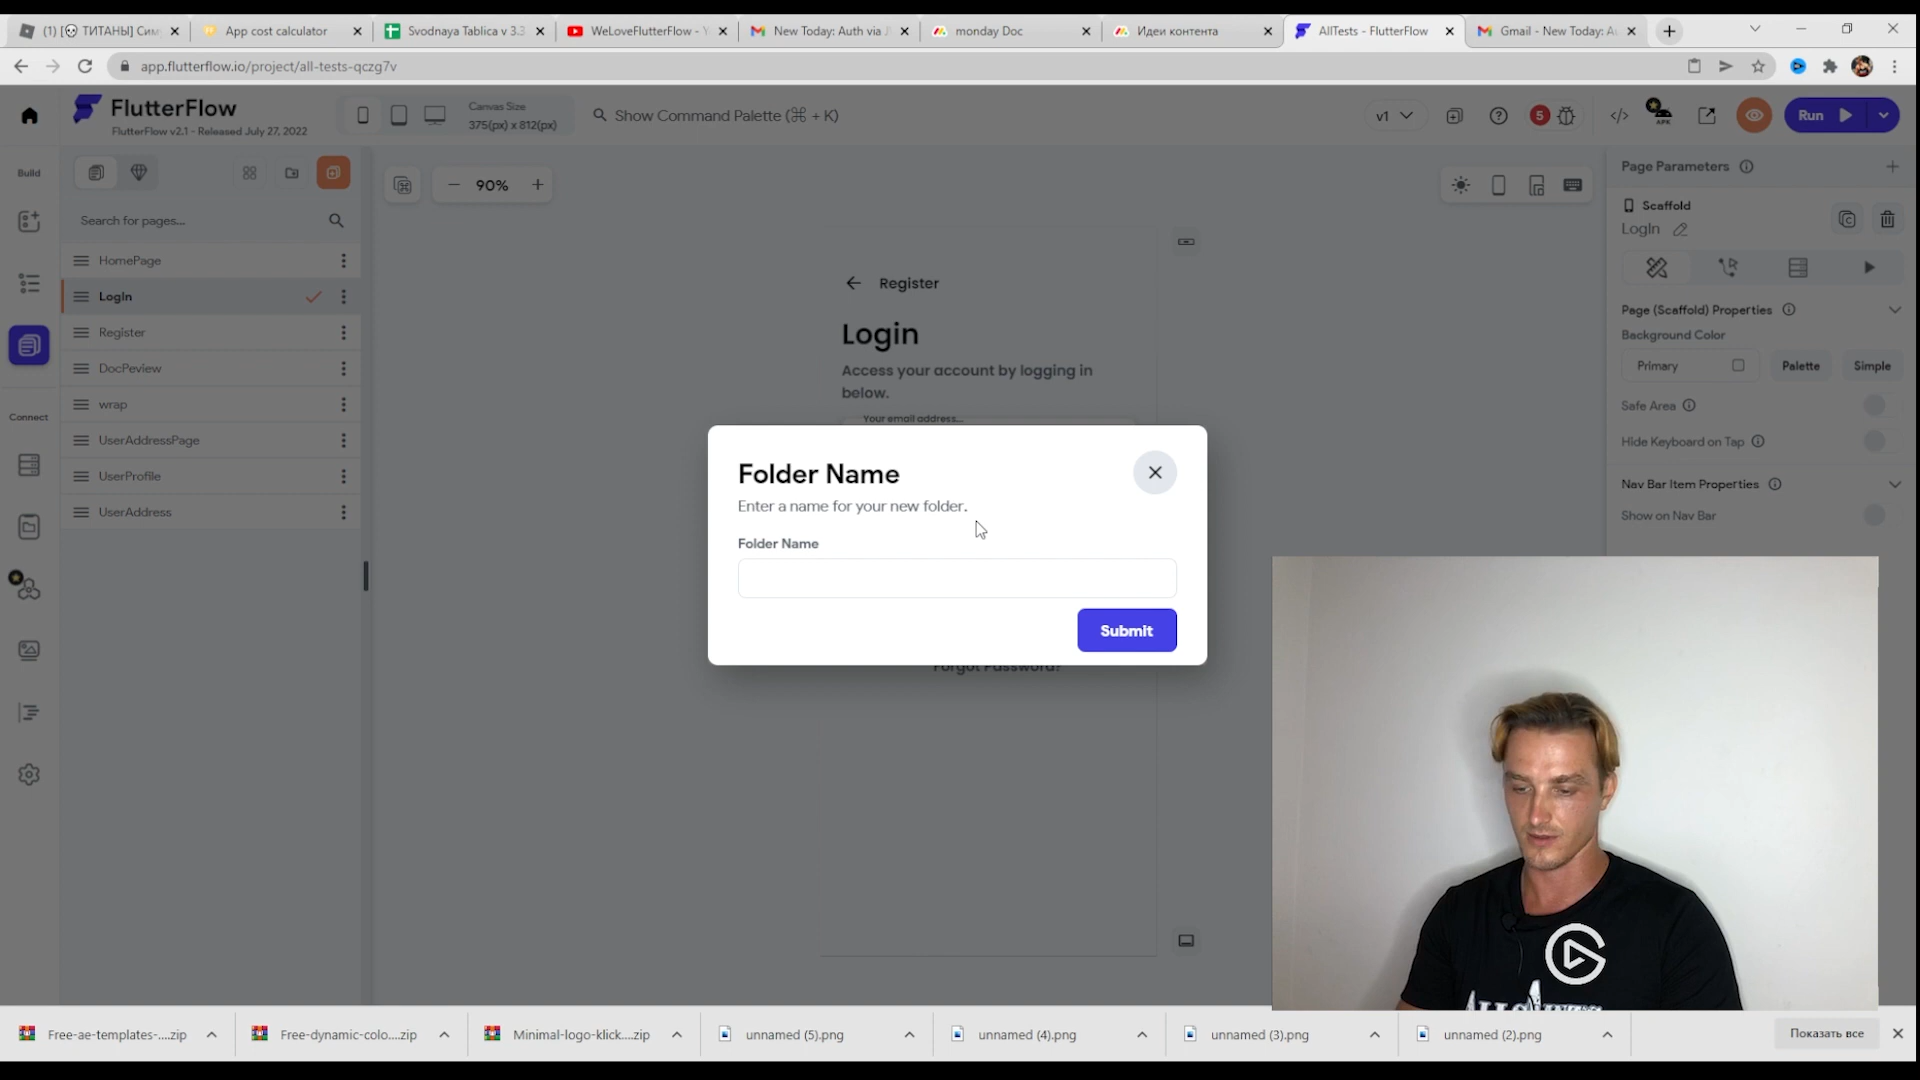 (1) [💀 ТИТАНЫ] Сим
App cost calculator
Svodnaya Tablica v 3.3
WeLoveFlutterFlow - Y
New Today: Auth via J
monday Doc
Идеи контента
AllTests - FlutterFlow
Gmail - New Today: Au
app.flutterflow.io/project/all-tests-qczg7v
FlutterFlow
FlutterFlow v2.1 - Released July 27, 2022
Canvas Size
375(px) x 812(px)
Show Command Palette (⌘ + K)
v1
5
APK
Run
Build
90%
Page Parameters
Search for pages...
Scaffold
LogIn
HomePage
LogIn
Register
DocPeview
wrap
UserAddressPage
UserProfile
UserAddress
Connect
Register
Login
Access your account by logging in
below.
Your email address...
Page (Scaffold) Properties
Background Color
Primary
Palette
Simple
Safe Area
Hide Keyboard on Tap
Nav Bar Item Properties
Show on Nav Bar
Folder Name
Enter a name for your new folder.
Folder Name
Submit
Forgot Password?
Free-ae-templates-....zip
Free-dynamic-colo....zip
Minimal-logo-klick....zip
unnamed (5).png
unnamed (4).png
unnamed (3).png
unnamed (2).png
Показать все